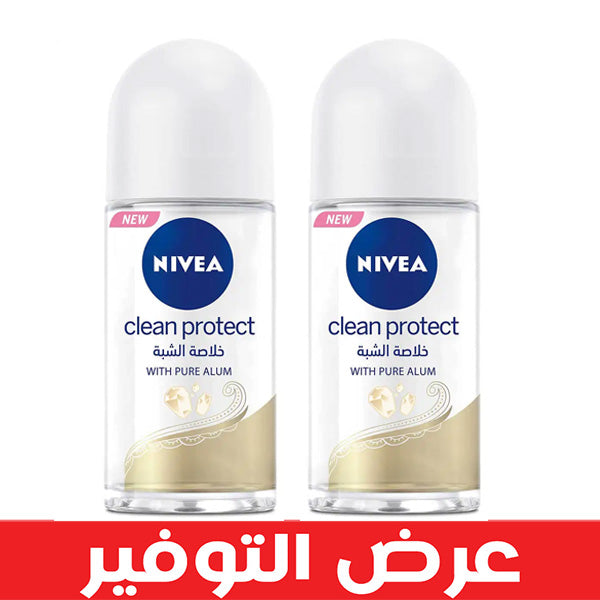 NEW
NIVEA
clean protect
خلاصة الشبة
WITH PURE ALUM
NEW
NIVEA
clean protect
خلاصة الشبة
WITH PURE ALUM
عرض التوفير